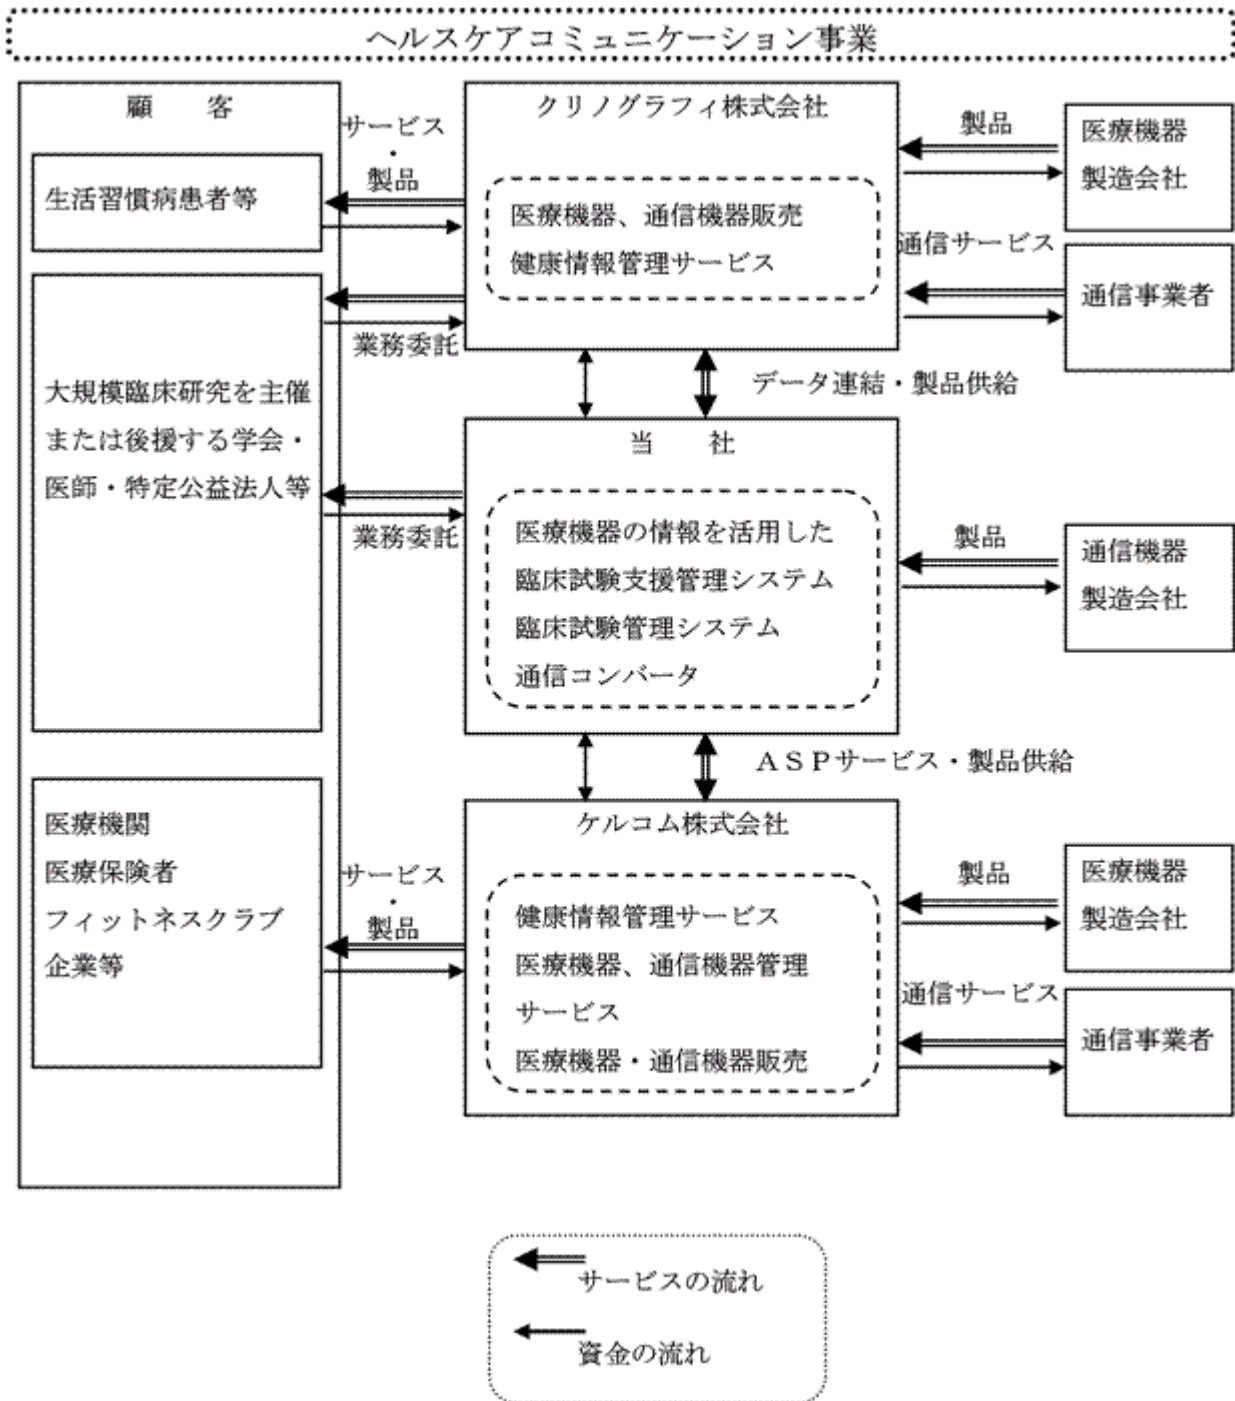 ヘルスケアコミュニケーション事業
顧　　客
生活習慣病患者等
大規模臨床研究を主催
または後援する学会・
医師・特定公益法人等
医療機関
医療保険者
フィットネスクラブ
企業等
サービス
・
製品
業務委託
業務委託
サービス
・
製品
クリノグラフィ株式会社
医療機器、通信機器販売
健康情報管理サービス
データ連結・製品供給
当　　社
医療機器の情報を活用した
臨床試験支援管理システム
臨床試験管理システム
通信コンバータ
ＡＳＰサービス・製品供給
ケルコム株式会社
健康情報管理サービス
医療機器、通信機器管理
サービス
医療機器・通信機器販売
製品
医療機器
製造会社
通信サービス
通信事業者
製品
通信機器
製造会社
製品
医療機器
製造会社
通信サービス
通信事業者
サービスの流れ
資金の流れ